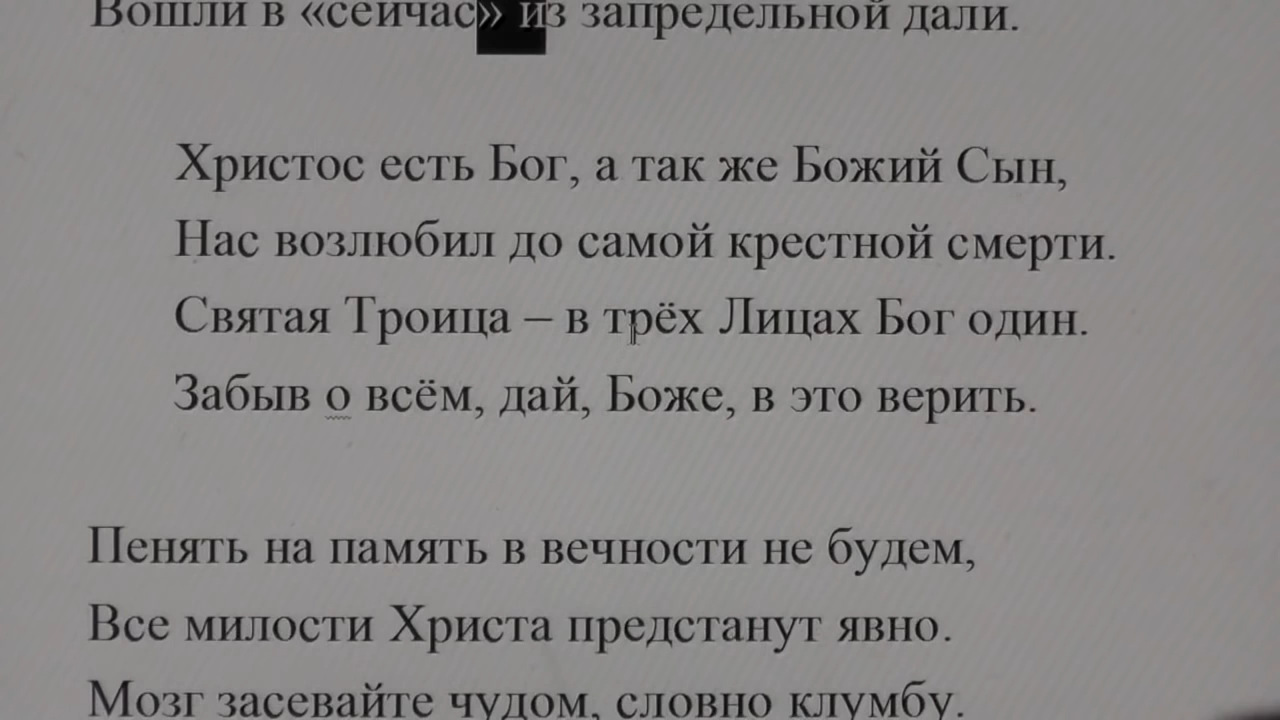 Вошли в «сейчас» из запредельной дали.
Христос есть Бог, а так же Божий Сын,
Нас возлюбил до самой крестной смерти.
Святая Троица – в трёх Лицах Бог один.
Забыв о всём, дай, Боже, в это верить.
Пенять на память в вечности не будем,
Все милости Христа предстанут явно.
Мозг засевайте чудом, словно клумбу.